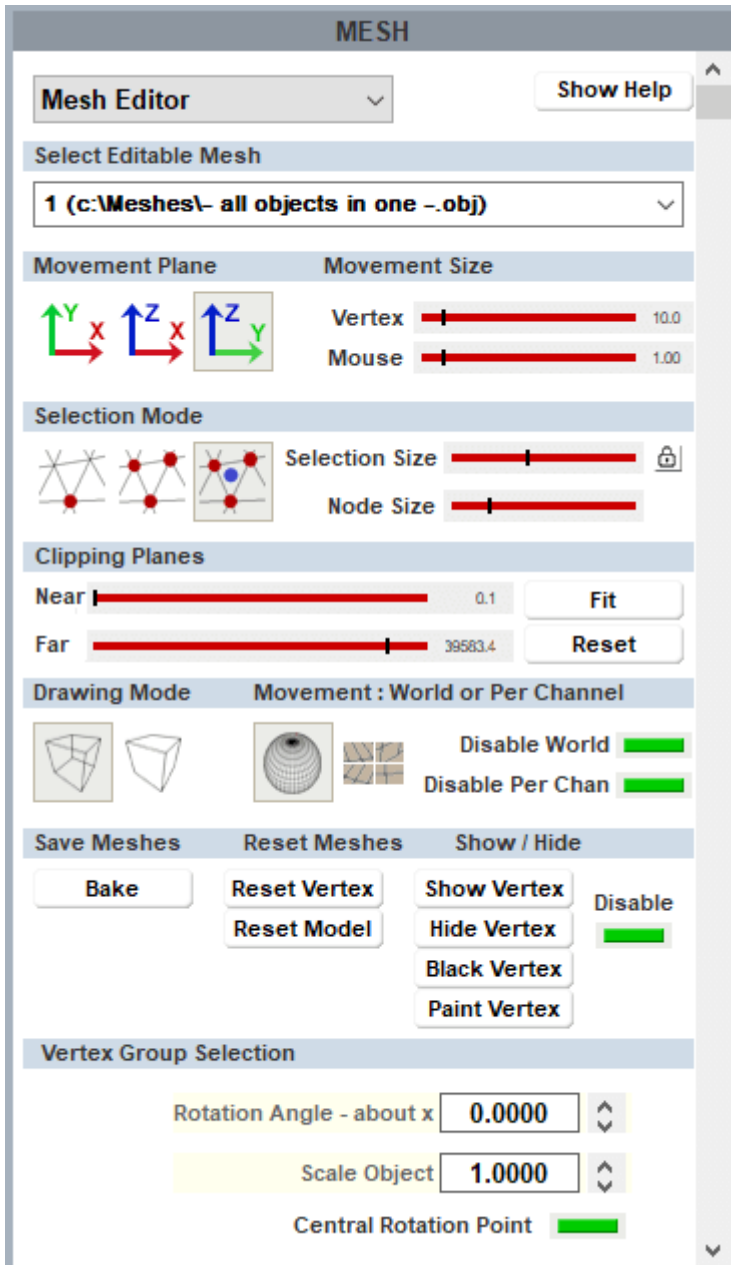 MESH
Mesh Editor
Show Help
Select Editable Mesh
1 (c:\Meshes\– all objects in one –.obj)
Movement Plane Movement Size
Y X Z X Z Y
Vertex 10.0
Mouse 1.00
Selection Mode
Selection Size
Node Size
Clipping Planes
Near 0.1 Fit
Far 39583.4 Reset
Drawing Mode Movement : World or Per Channel
Disable World
Disable Per Chan
Save Meshes Reset Meshes Show / Hide
Bake Reset Vertex Show Vertex Disable
Reset Model Hide Vertex
Black Vertex
Paint Vertex
Vertex Group Selection
Rotation Angle - about x 0.0000
Scale Object 1.0000
Central Rotation Point